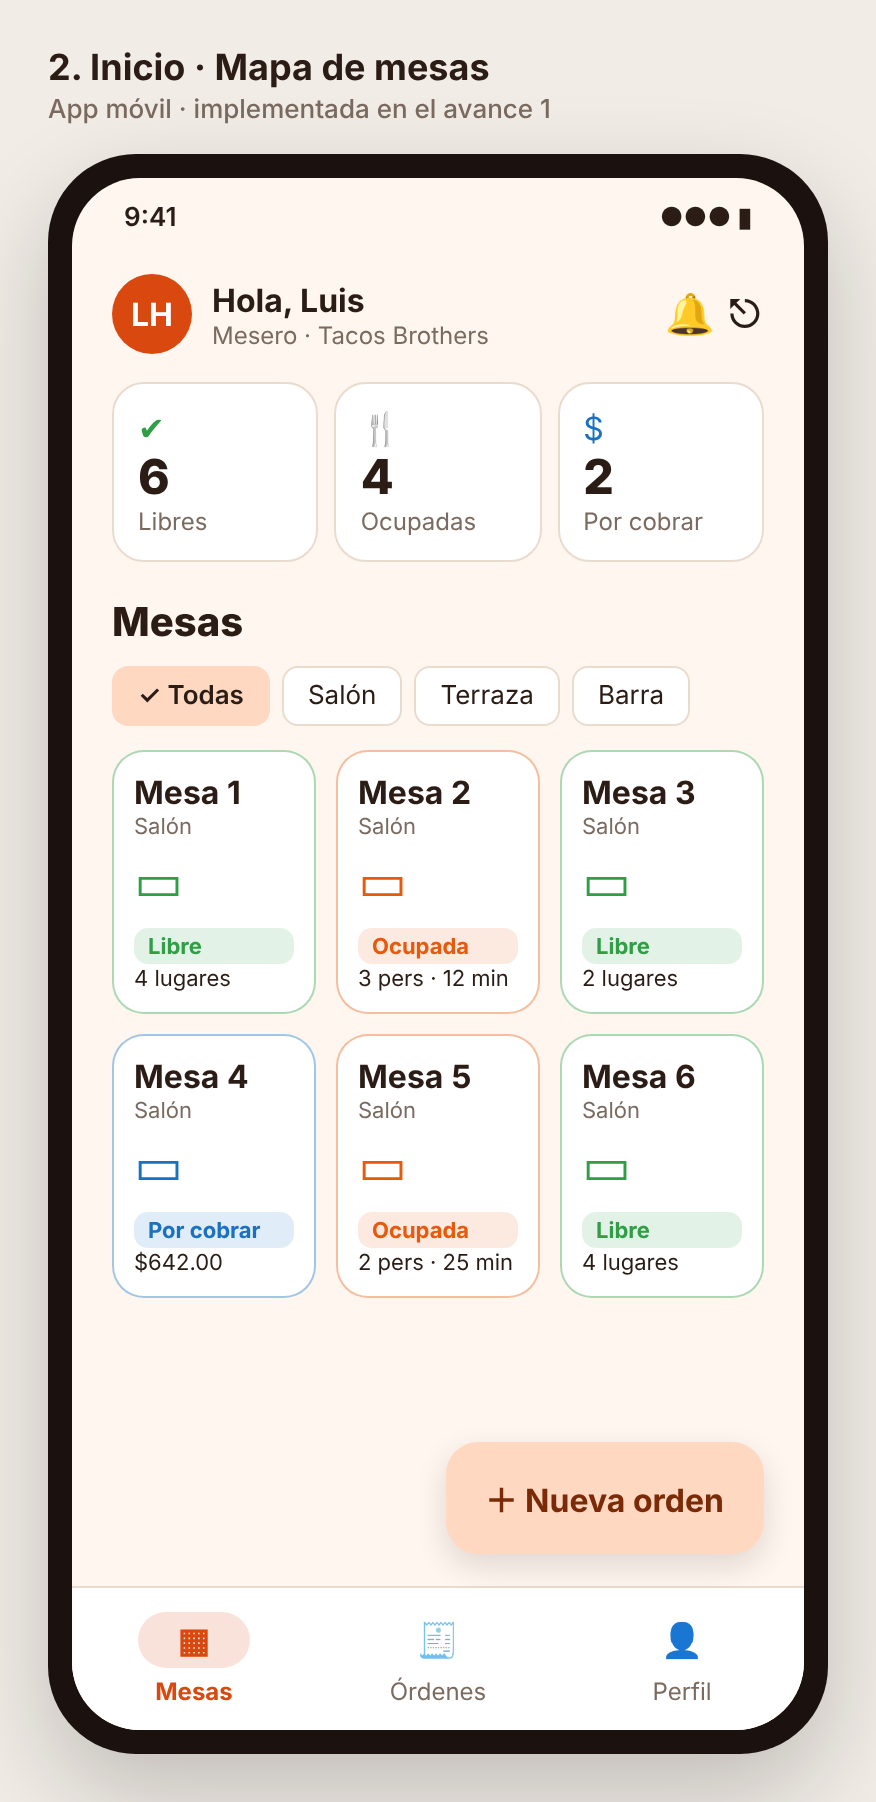 2. Inicio · Mapa de mesas
App móvil · implementada en el avance 1
9:41
LH
Hola, Luis
Mesero · Tacos Brothers
6
Libres
4
Ocupadas
$
2
Por cobrar
Mesas
✓ Todas
Salón
Terraza
Barra
Mesa 1
Salón
Libre
4 lugares
Mesa 2
Salón
Ocupada
3 pers · 12 min
Mesa 3
Salón
Libre
2 lugares
Mesa 4
Salón
Por cobrar
$642.00
Mesa 5
Salón
Ocupada
2 pers · 25 min
Mesa 6
Salón
Libre
4 lugares
+ Nueva orden
Mesas
Órdenes
Perfil